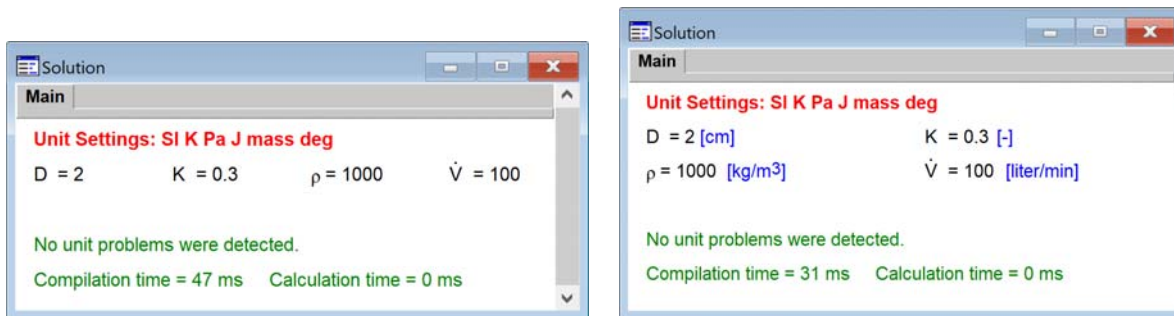 Solution
Main
Unit Settings: SI K Pa J mass deg
D = 2 K = 0.3 ρ = 1000 V̇ = 100
No unit problems were detected.
Compilation time = 47 ms Calculation time = 0 ms
Solution
Main
Unit Settings: SI K Pa J mass deg
D = 2 [cm] K = 0.3 [-]
ρ = 1000 [kg/m³] V̇ = 100 [liter/min]
No unit problems were detected.
Compilation time = 31 ms Calculation time = 0 ms